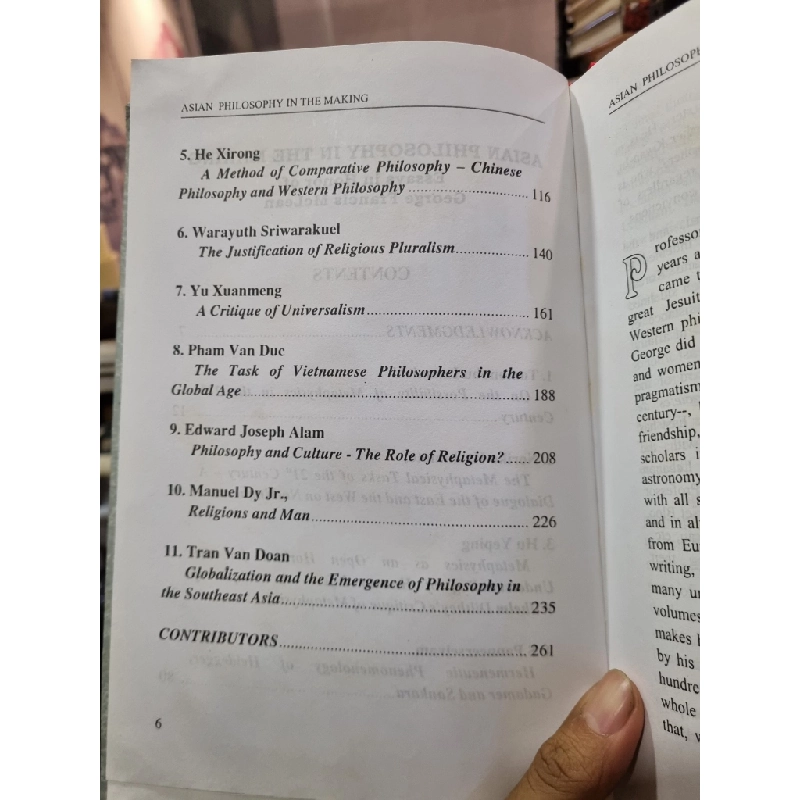 ASIAN PHILOSOPHY IN THE MAKING
5. He Xirong
A Method of Comparative Philosophy – Chinese
Philosophy and Western Philosophy ............................ 116
6. Warayuth Sriwarakuel
The Justification of Religious Pluralism.................. 140
7. Yu Xuanmeng
A Critique of Universalism.................................... 161
8. Pham Van Duc
The Task of Vietnamese Philosophers in the
Global Age ................................................................ 188
9. Edward Joseph Alam
Philosophy and Culture - The Role of Religion?...... 208
10. Manuel Dy Jr.,
Religions and Man.................................................. 226
11. Tran Van Doan
Globalization and the Emergence of Philosophy in
the Southeast Asia...................................................... 235
CONTRIBUTORS...................................................... 261
6
ASIAN PHILOSOPHY
Professo
years a
came t
great Jesuit
Western phi
George did
and women
pragmatism
century--,
friendship,
scholars i
astronomy
with all s
and in al
from Eu
writing,
many un
volumes
makes h
by his
hundre
whole
that, w